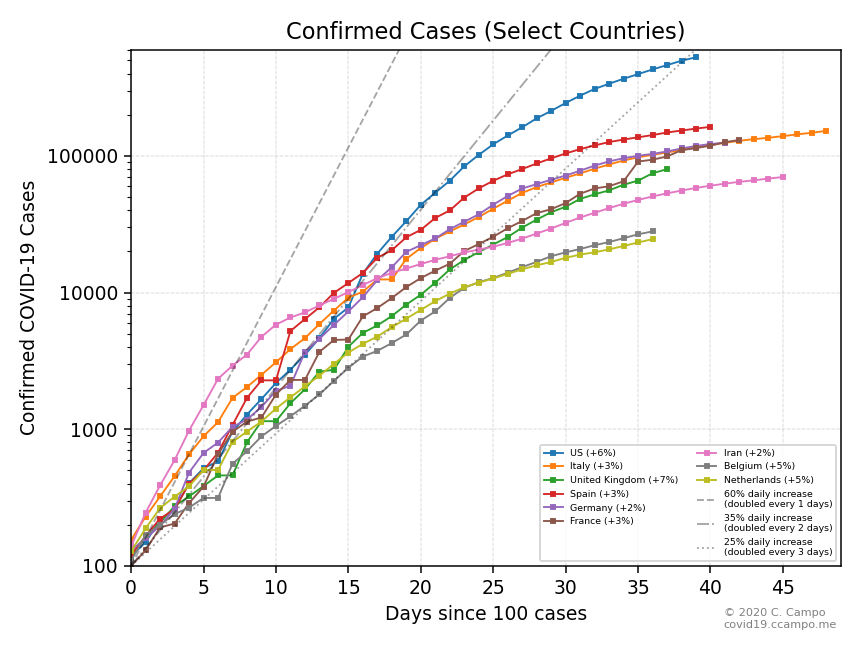 Confirmed Cases (Select Countries)
Confirmed COVID-19 Cases
100000
10000
1000
100
0 5 10 15 20 25 30 35 40 45
Days since 100 cases
US (+6%)
Italy (+3%)
United Kingdom (+7%)
Spain (+3%)
Germany (+2%)
France (+3%)
Iran (+2%)
Belgium (+5%)
Netherlands (+5%)
60% daily increase
(doubled every 1 days)
35% daily increase
(doubled every 2 days)
25% daily increase
(doubled every 3 days)
© 2020 C. Campo
covid19.ccampo.me